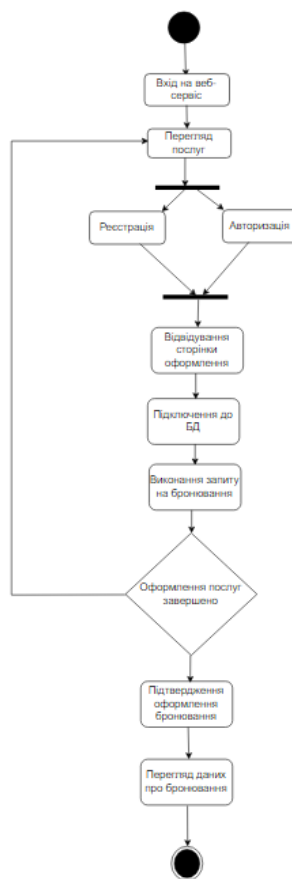 Вхід на веб-
сервіс
Перегляд
послуг
Реєстрація
Авторизація
Відвідування
сторінки
оформлення
Підключення до
БД
Виконання запиту
на бронювання
Оформлення послуг
завершено
Підтвердження
оформлення
бронювання
Перегляд даних
про бронювання